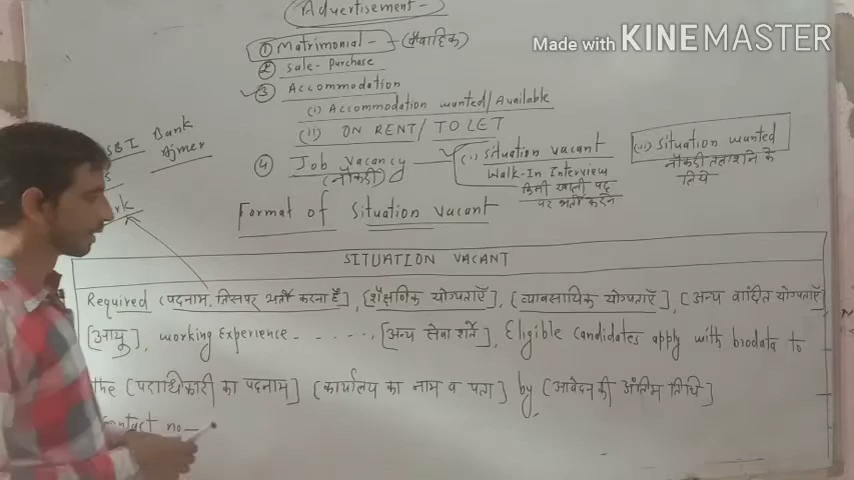 Advertisement-
Made with KINEMASTER
① Matrimonial - (वैवाहिक)
② Sale-Purchase
③ Accommodation
(i) Accommodation wanted/Available
(ii) ON RENT/ TO LET
④ Job Vacancy
(नौकरी)
(i) Situation vacant
Walk-In Interview
किसी खाली पद
पर भर्ती करने
(ii) Situation wanted
नौकरी तलाशने के
लिये
S.B.I Bank
Ajmer
Format of Situation vacant
SITUATION VACANT
Required (पदनाम, जिसपर भर्ती करना है], [शैक्षणिक योग्यताएँ], (व्यावसायिक योग्यताएँ], [अन्य वांछित योग्यताएँ]
[आयु], working Experience - - - - ...., [अन्य सेवा शर्तें], Eligible candidates apply with biodata to
the [पदाधिकारी का पदनाम] (कार्यालय का नाम व पता] by [आवेदन की अंतिम तिथि]
Contact no -